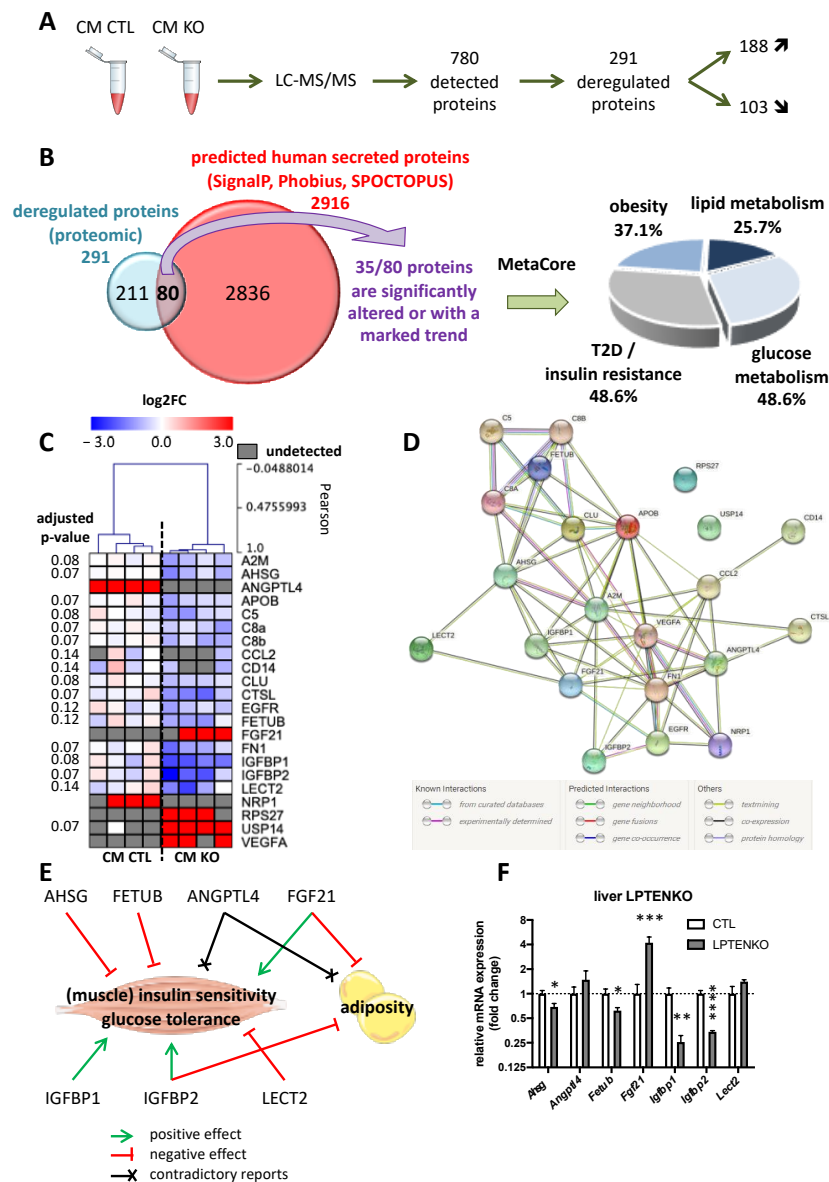 A
CM CTL CM KO
LC-MS/MS
780
detected
proteins
291
deregulated
proteins
188
103
B
predicted human secreted proteins
(SignalP, Phobius, SPOCTOPUS)
2916
deregulated proteins
(proteomic)
291
211 80 2836
35/80 proteins
are significantly
altered or with a
marked trend
MetaCore
obesity
37.1%
lipid metabolism
25.7%
T2D /
insulin resistance
48.6%
glucose
metabolism
48.6%
C
log2FC
− 3.0 0.0 3.0
undetected
−0.0488014
0.4755993
1.0
Pearson
adjusted
p-value
0.08 A2M
0.07 AHSG
ANGPTL4
0.07 APOB
0.08 C5
0.07 C8a
0.07 C8b
0.14 CCL2
0.14 CD14
0.08 CLU
0.07 CTSL
0.12 EGFR
0.12 FETUB
FGF21
0.07 FN1
0.08 IGFBP1
0.07 IGFBP2
0.14 LECT2
NRP1
RPS27
0.07 USP14
VEGFA
CM CTL CM KO
D
C5
C8B
FETUB
RPS27
C8A
CLU
APOB
USP14
CD14
AHSG
CCL2
A2M
CTSL
LECT2
IGFBP1
VEGFA
ANGPTL4
FGF21
FN1
EGFR
NRP1
IGFBP2
Known Interactions
from curated databases
experimentally determined
Predicted Interactions
gene neighborhood
gene fusions
gene co-occurrence
Others
textmining
co-expression
protein homology
E
AHSG FETUB ANGPTL4 FGF21
(muscle) insulin sensitivity
glucose tolerance
adiposity
IGFBP1 IGFBP2 LECT2
positive effect
negative effect
contradictory reports
F
liver LPTENKO
CTL
LPTENKO
relative mRNA expression
(fold change)
8
4
2
1
0.5
0.25
0.125
*
*
***
**
****
Ahsg
Angptl4
Fetub
Fgf21
Igfbp1
Igfbp2
Lect2